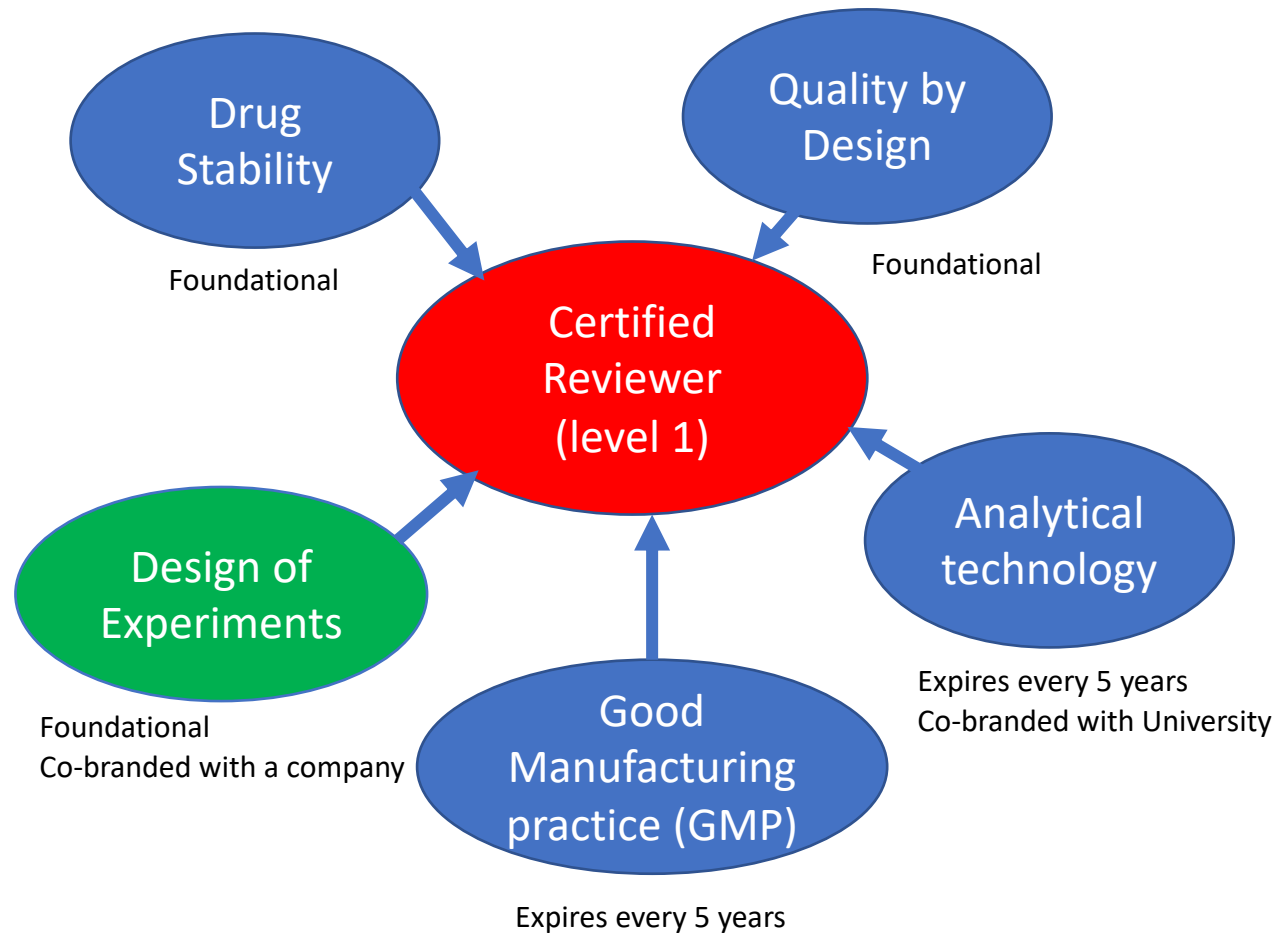 Drug
Stability
Foundational
Quality by
Design
Foundational
Certified
Reviewer
(level 1)
Design of
Experiments
Foundational
Co-branded with a company
Good
Manufacturing
practice (GMP)
Expires every 5 years
Analytical
technology
Expires every 5 years
Co-branded with University